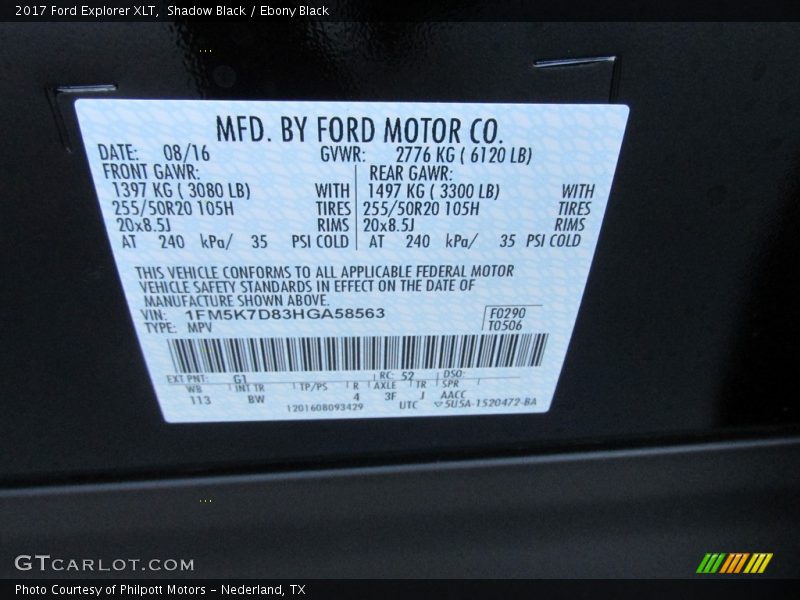 2017 Ford Explorer XLT, Shadow Black / Ebony Black
MFD. BY FORD MOTOR CO.
DATE: 08/16 GVWR: 2776 KG ( 6120 LB)
FRONT GAWR: REAR GAWR:
1397 KG ( 3080 LB) WITH 1497 KG ( 3300 LB) WITH
255/50R20 105H TIRES 255/50R20 105H TIRES
20x8.5J RIMS 20x8.5J RIMS
AT 240 kPa/ 35 PSI COLD AT 240 kPa/ 35 PSI COLD
THIS VEHICLE CONFORMS TO ALL APPLICABLE FEDERAL MOTOR
VEHICLE SAFETY STANDARDS IN EFFECT ON THE DATE OF
MANUFACTURE SHOWN ABOVE.
VIN: 1FM5K7D83HGA58563 F0290
TYPE: MPV T0506
EXT PNT: G1 RC: 52 DSO:
WB INT TR TP/PS R AXLE TR SPR
113 BW 4 3F J AACC
1201608093429 UTC ▽5U5A-1520472-BA
GTCARLOT.COM
Photo Courtesy of Philpott Motors - Nederland, TX